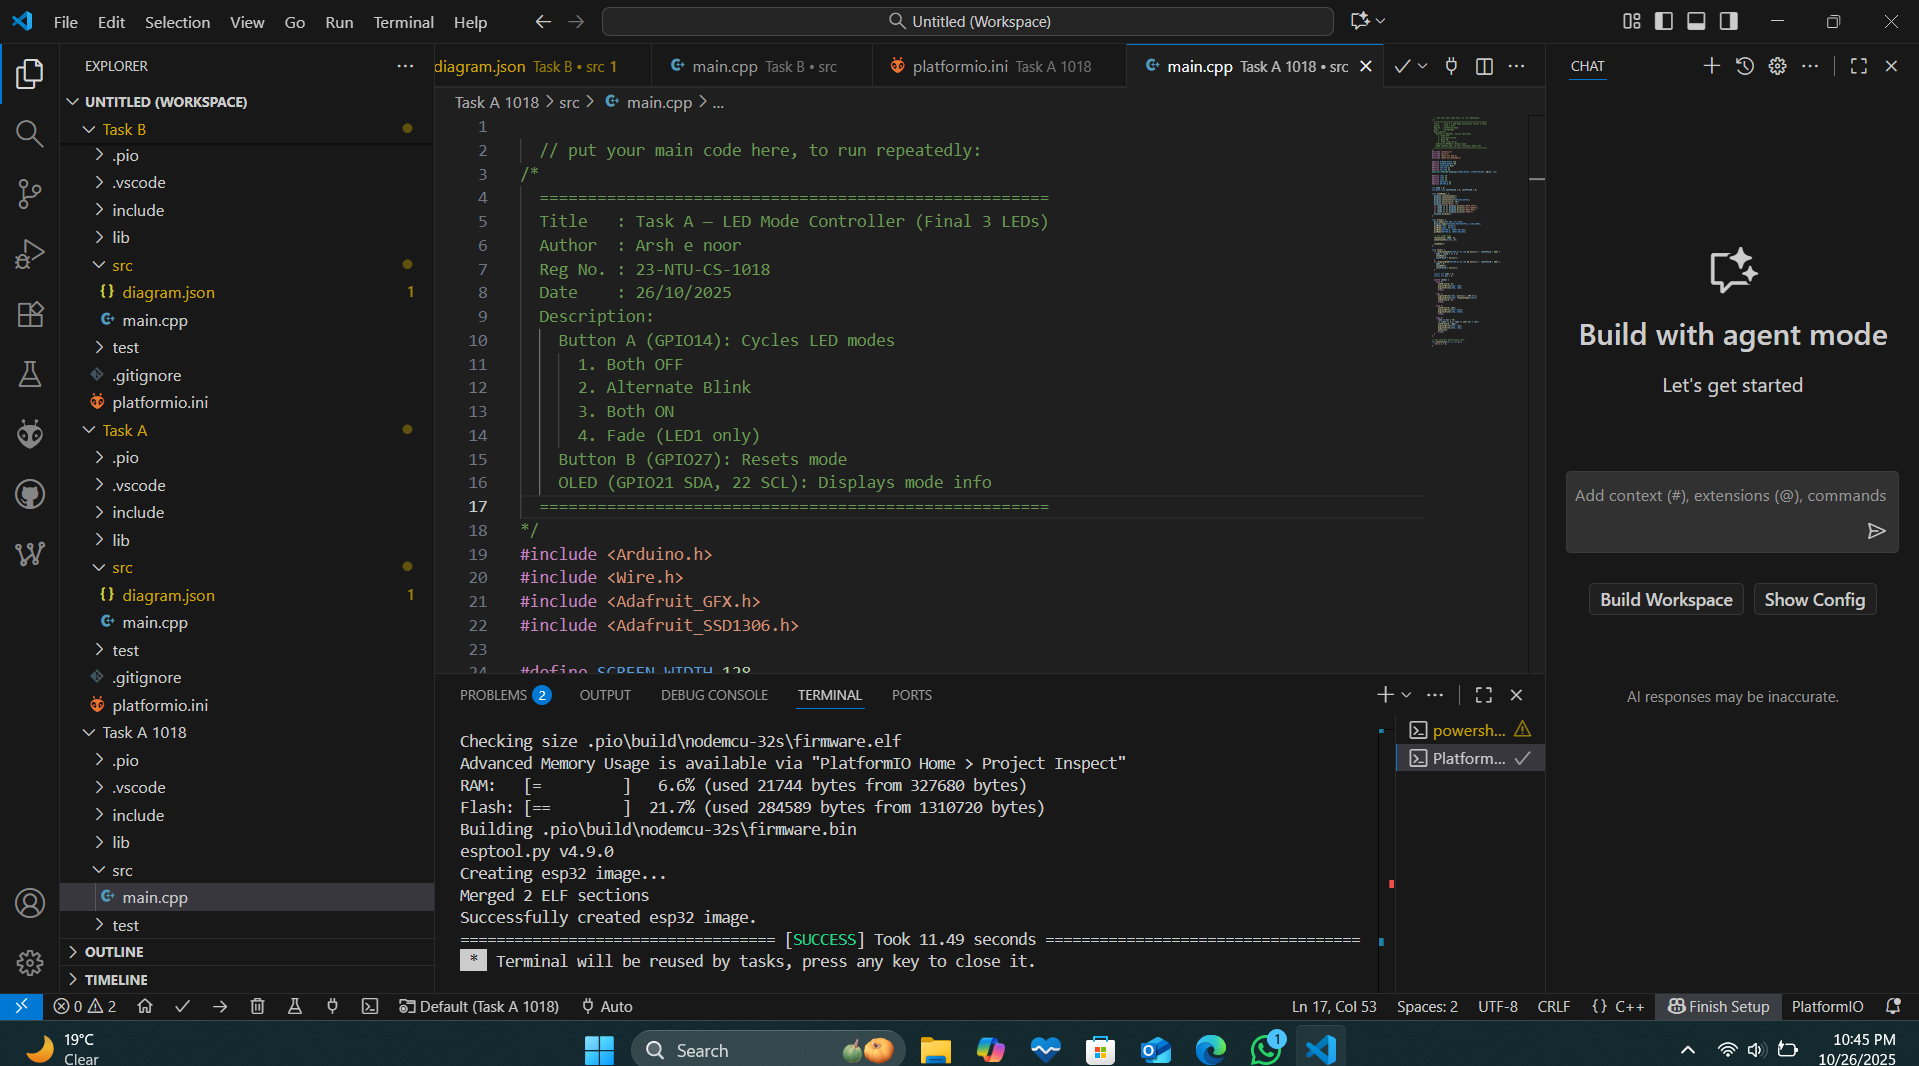 File Edit Selection View Go Run Terminal Help
Untitled (Workspace)
EXPLORER
UNTITLED (WORKSPACE)
Task B
.pio
.vscode
include
lib
src
diagram.json 1
main.cpp
test
.gitignore
platformio.ini
Task A
.pio
.vscode
include
lib
src
diagram.json 1
main.cpp
test
.gitignore
platformio.ini
Task A 1018
.pio
.vscode
include
lib
src
main.cpp
test
OUTLINE
TIMELINE
diagram.json Task B • src 1
main.cpp Task B • src
platformio.ini Task A 1018
main.cpp Task A 1018 • src
Task A 1018 > src > main.cpp > ...
1
2 // put your main code here, to run repeatedly:
3 /*
4 =====================================================
5 Title : Task A – LED Mode Controller (Final 3 LEDs)
6 Author : Arsh e noor
7 Reg No. : 23-NTU-CS-1018
8 Date : 26/10/2025
9 Description:
10 Button A (GPIO14): Cycles LED modes
11 1. Both OFF
12 2. Alternate Blink
13 3. Both ON
14 4. Fade (LED1 only)
15 Button B (GPIO27): Resets mode
16 OLED (GPIO21 SDA, 22 SCL): Displays mode info
17 =====================================================
18 */
19 #include <Arduino.h>
20 #include <Wire.h>
21 #include <Adafruit_GFX.h>
22 #include <Adafruit_SSD1306.h>
23
24 #define SCREEN_WIDTH 128
PROBLEMS 2 OUTPUT DEBUG CONSOLE TERMINAL PORTS
Checking size .pio\build\nodemcu-32s\firmware.elf
Advanced Memory Usage is available via "PlatformIO Home > Project Inspect"
RAM: [= ] 6.6% (used 21744 bytes from 327680 bytes)
Flash: [== ] 21.7% (used 284589 bytes from 1310720 bytes)
Building .pio\build\nodemcu-32s\firmware.bin
esptool.py v4.9.0
Creating esp32 image...
Merged 2 ELF sections
Successfully created esp32 image.
=================================== [SUCCESS] Took 11.49 seconds ===================================
* Terminal will be reused by tasks, press any key to close it.
powersh...
Platform...
CHAT
Build with agent mode
Let's get started
Add context (#), extensions (@), commands
Build Workspace Show Config
AI responses may be inaccurate.
0 2 Default (Task A 1018) Auto
Ln 17, Col 53 Spaces: 2 UTF-8 CRLF {} C++ Finish Setup PlatformIO
19°C
Clear
Search
1
10:45 PM
10/26/2025